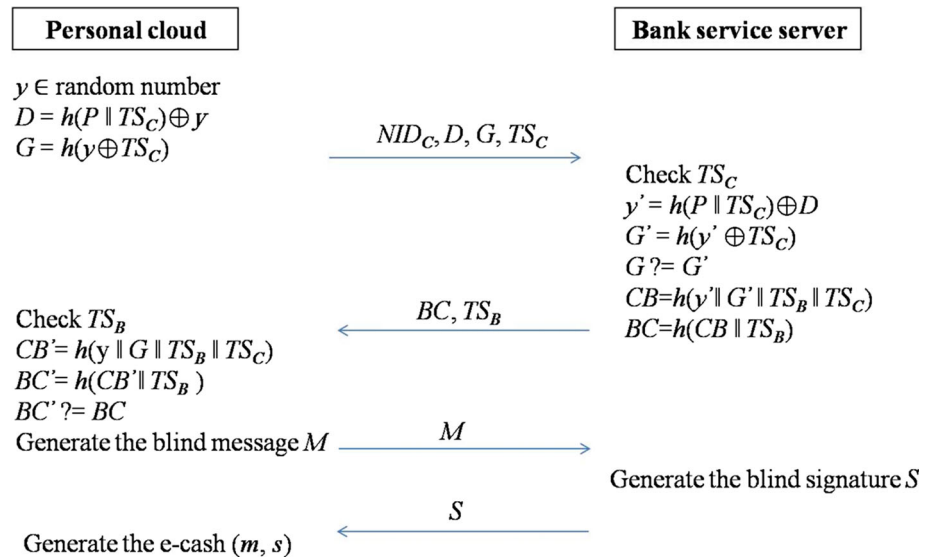 Personal cloud
Bank service server
y ∈ random number
D = h(P ∥ TS_C)⊕y
G = h(y⊕TS_C)
NID_C, D, G, TS_C
Check TS_C
y' = h(P ∥ TS_C)⊕D
G' = h(y' ⊕TS_C)
G ?= G'
CB=h(y'∥ G'∥ TS_B∥ TS_C)
BC=h(CB ∥ TS_B)
BC, TS_B
Check TS_B
CB'= h(y ∥ G ∥ TS_B ∥ TS_C)
BC'= h(CB'∥ TS_B )
BC' ?= BC
Generate the blind message M
M
Generate the blind signature S
S
Generate the e-cash (m, s)